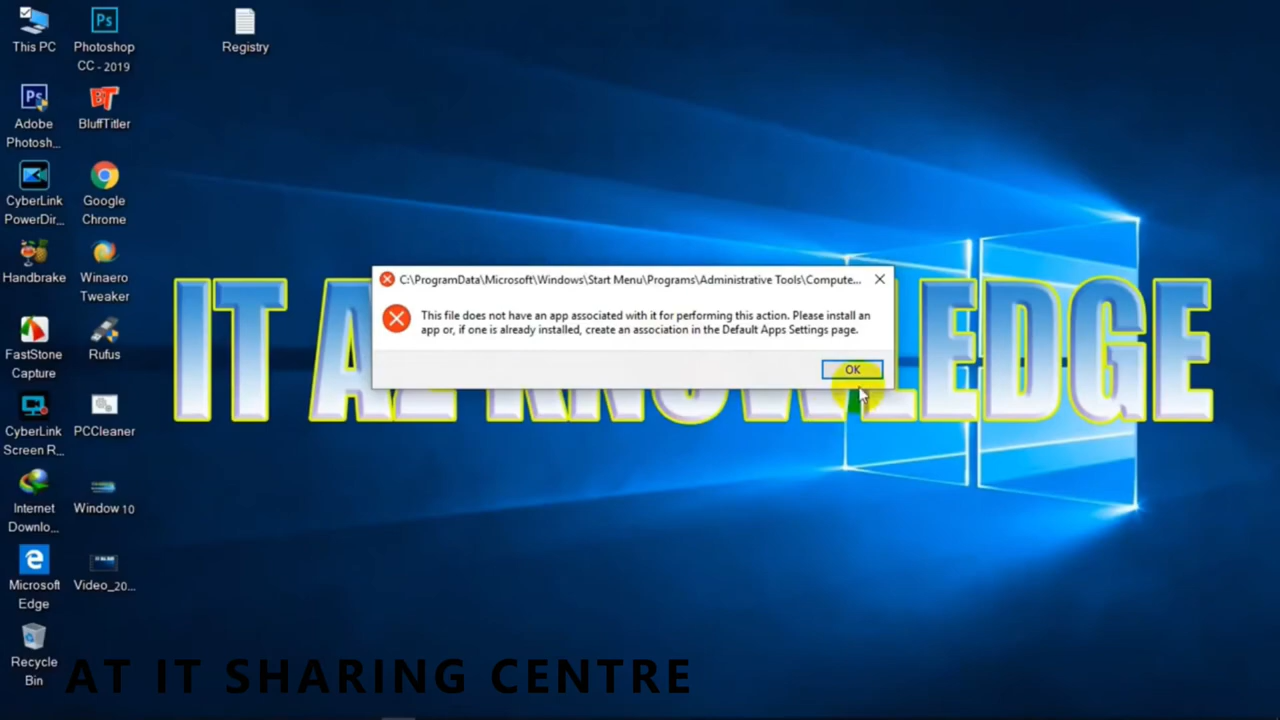 This PC
Photoshop
CC - 2019
Registry
Adobe
Photosh...
BluffTitler
CyberLink
PowerDir...
Google
Chrome
Handbrake
Winaero
Tweaker
FastStone
Capture
Rufus
CyberLink
Screen R...
PCCleaner
Internet
Downlo...
Window 10
Microsoft
Edge
Video_20...
Recycle
Bin
C:\ProgramData\Microsoft\Windows\Start Menu\Programs\Administrative Tools\Compute...
This file does not have an app associated with it for performing this action. Please install an
app or, if one is already installed, create an association in the Default Apps Settings page.
OK
IT AZ KNOWLEDGE
AT IT SHARING CENTRE